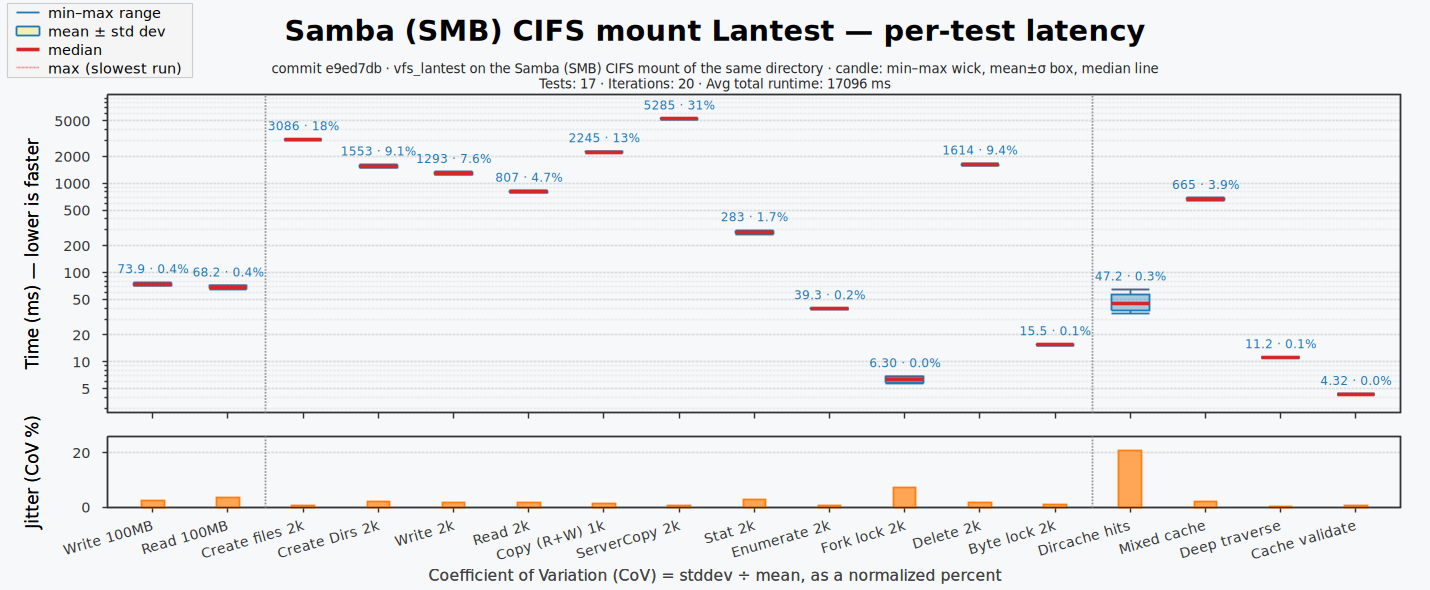 min–max range
mean ± std dev
median
max (slowest run)
Samba (SMB) CIFS mount Lantest — per-test latency
commit e9ed7db · vfs_lantest on the Samba (SMB) CIFS mount of the same directory · candle: min–max wick, mean±σ box, median line
Tests: 17 · Iterations: 20 · Avg total runtime: 17096 ms
Time (ms) — lower is faster
5000
2000
1000
500
200
100
50
20
10
5
73.9 · 0.4%
68.2 · 0.4%
3086 · 18%
1553 · 9.1%
1293 · 7.6%
807 · 4.7%
2245 · 13%
5285 · 31%
283 · 1.7%
39.3 · 0.2%
6.30 · 0.0%
1614 · 9.4%
15.5 · 0.1%
47.2 · 0.3%
665 · 3.9%
11.2 · 0.1%
4.32 · 0.0%
Jitter (CoV %)
20
0
Write 100MB
Read 100MB
Create files 2k
Create Dirs 2k
Write 2k
Read 2k
Copy (R+W) 1k
ServerCopy 2k
Stat 2k
Enumerate 2k
Fork lock 2k
Delete 2k
Byte lock 2k
Dircache hits
Mixed cache
Deep traverse
Cache validate
Coefficient of Variation (CoV) = stddev ÷ mean, as a normalized percent